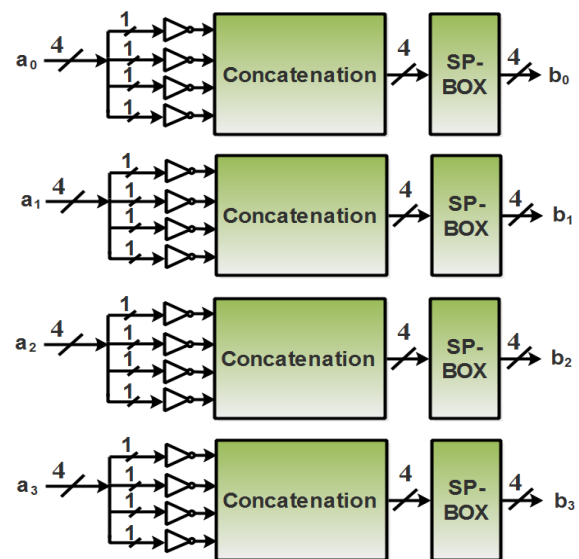 a0 4 1 1 1 1 Concatenation 4 SP-BOX 4 b0
a1 4 1 1 1 1 Concatenation 4 SP-BOX 4 b1
a2 4 1 1 1 1 Concatenation 4 SP-BOX 4 b2
a3 4 1 1 1 1 Concatenation 4 SP-BOX 4 b3